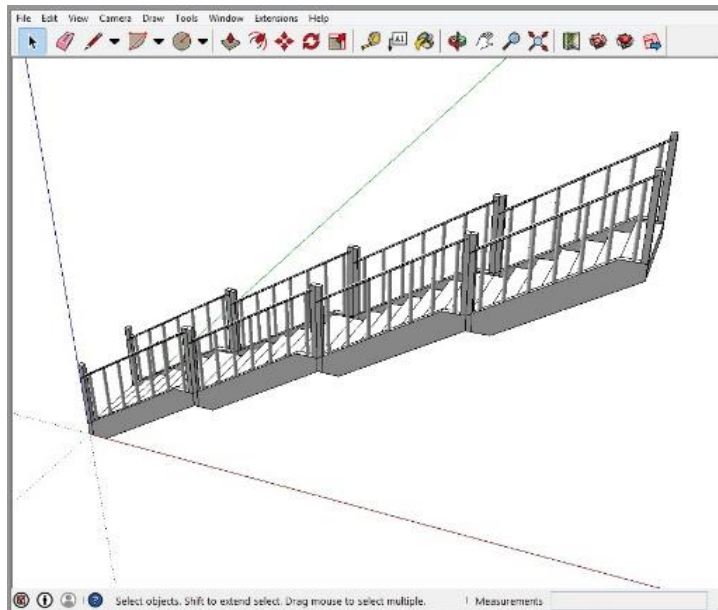 File Edit View Camera Draw Tools Window Extensions Help
A1
Select objects. Shift to extend select. Drag mouse to select multiple. Measurements